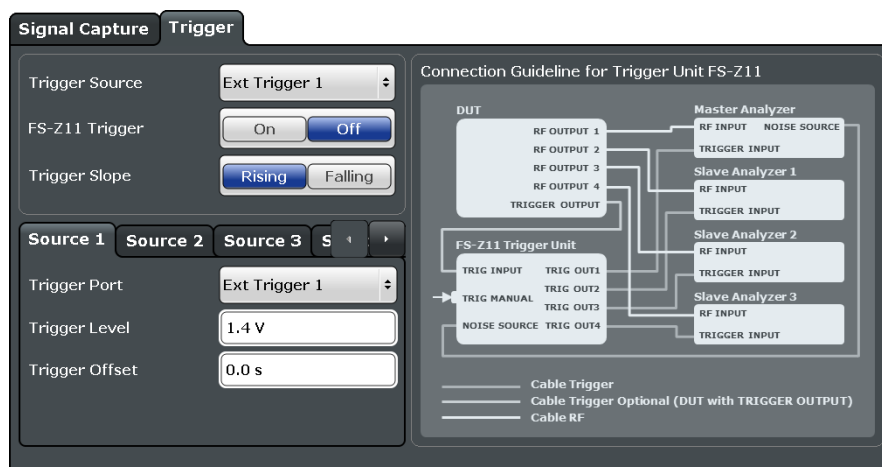 Signal Capture Trigger
Trigger Source Ext Trigger 1
FS-Z11 Trigger On Off
Trigger Slope Rising Falling
Source 1 Source 2 Source 3 S
Trigger Port Ext Trigger 1
Trigger Level 1.4 V
Trigger Offset 0.0 s
Connection Guideline for Trigger Unit FS-Z11
DUT
RF OUTPUT 1
RF OUTPUT 2
RF OUTPUT 3
RF OUTPUT 4
TRIGGER OUTPUT
Master Analyzer
RF INPUT NOISE SOURCE
TRIGGER INPUT
Slave Analyzer 1
RF INPUT
TRIGGER INPUT
Slave Analyzer 2
RF INPUT
TRIGGER INPUT
Slave Analyzer 3
RF INPUT
TRIGGER INPUT
FS-Z11 Trigger Unit
TRIG INPUT TRIG OUT1
TRIG OUT2
TRIG MANUAL
TRIG OUT3
NOISE SOURCE TRIG OUT4
Cable Trigger
Cable Trigger Optional (DUT with TRIGGER OUTPUT)
Cable RF